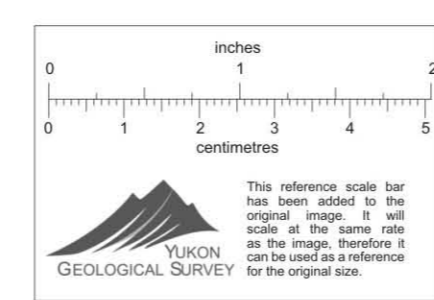 inches
0 1 2
0 1 2 3 4 5
centimetres
This reference scale bar
has been added to the
original image. It will
scale at the same rate
as the image, therefore it
can be used as a reference
for the original size.
YUKON
GEOLOGICAL SURVEY